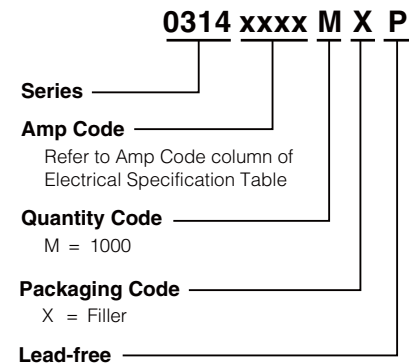 0314 xxxx M X P
Series
Amp Code
Refer to Amp Code column of
Electrical Specification Table
Quantity Code
M = 1000
Packaging Code
X = Filler
Lead-free